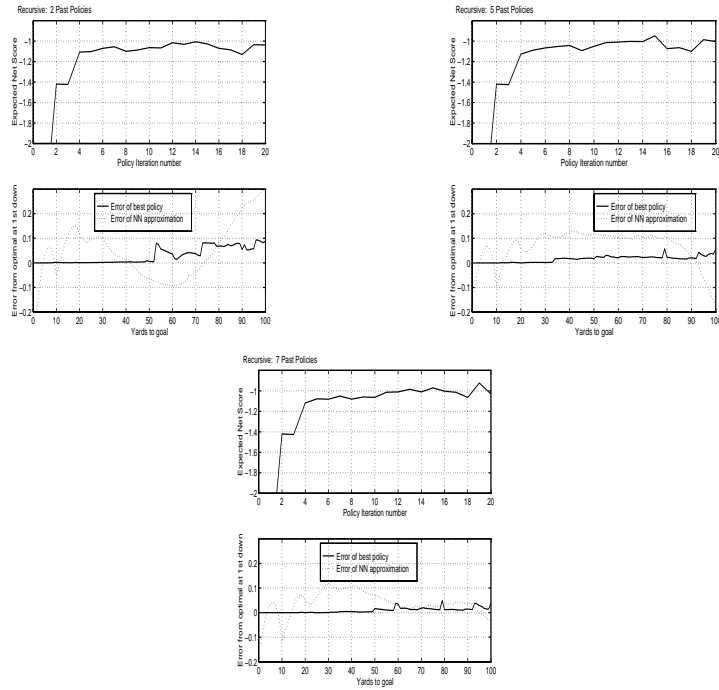 Recursive: 2 Past Policies
Expected Net Score
-1
-1.2
-1.4
-1.6
-1.8
-2
0 2 4 6 8 10 12 14 16 18 20
Policy Iteration number
Error from optimal at 1st down
0.2
0.1
0
-0.1
-0.2
Error of best policy
Error of NN approximation
0 10 20 30 40 50 60 70 80 90 100
Yards to goal
Recursive: 5 Past Policies
Expected Net Score
-1
-1.2
-1.4
-1.6
-1.8
-2
0 2 4 6 8 10 12 14 16 18 20
Policy Iteration number
Error from optimal at 1st down
0.2
0.1
0
-0.1
-0.2
Error of best policy
Error of NN approximation
0 10 20 30 40 50 60 70 80 90 100
Yards to goal
Recursive: 7 Past Policies
Expected Net Score
-1
-1.2
-1.4
-1.6
-1.8
-2
0 2 4 6 8 10 12 14 16 18 20
Policy Iteration number
Error from optimal at 1st down
0.2
0.1
0
-0.1
-0.2
Error of best policy
Error of NN approximation
0 10 20 30 40 50 60 70 80 90 100
Yards to goal